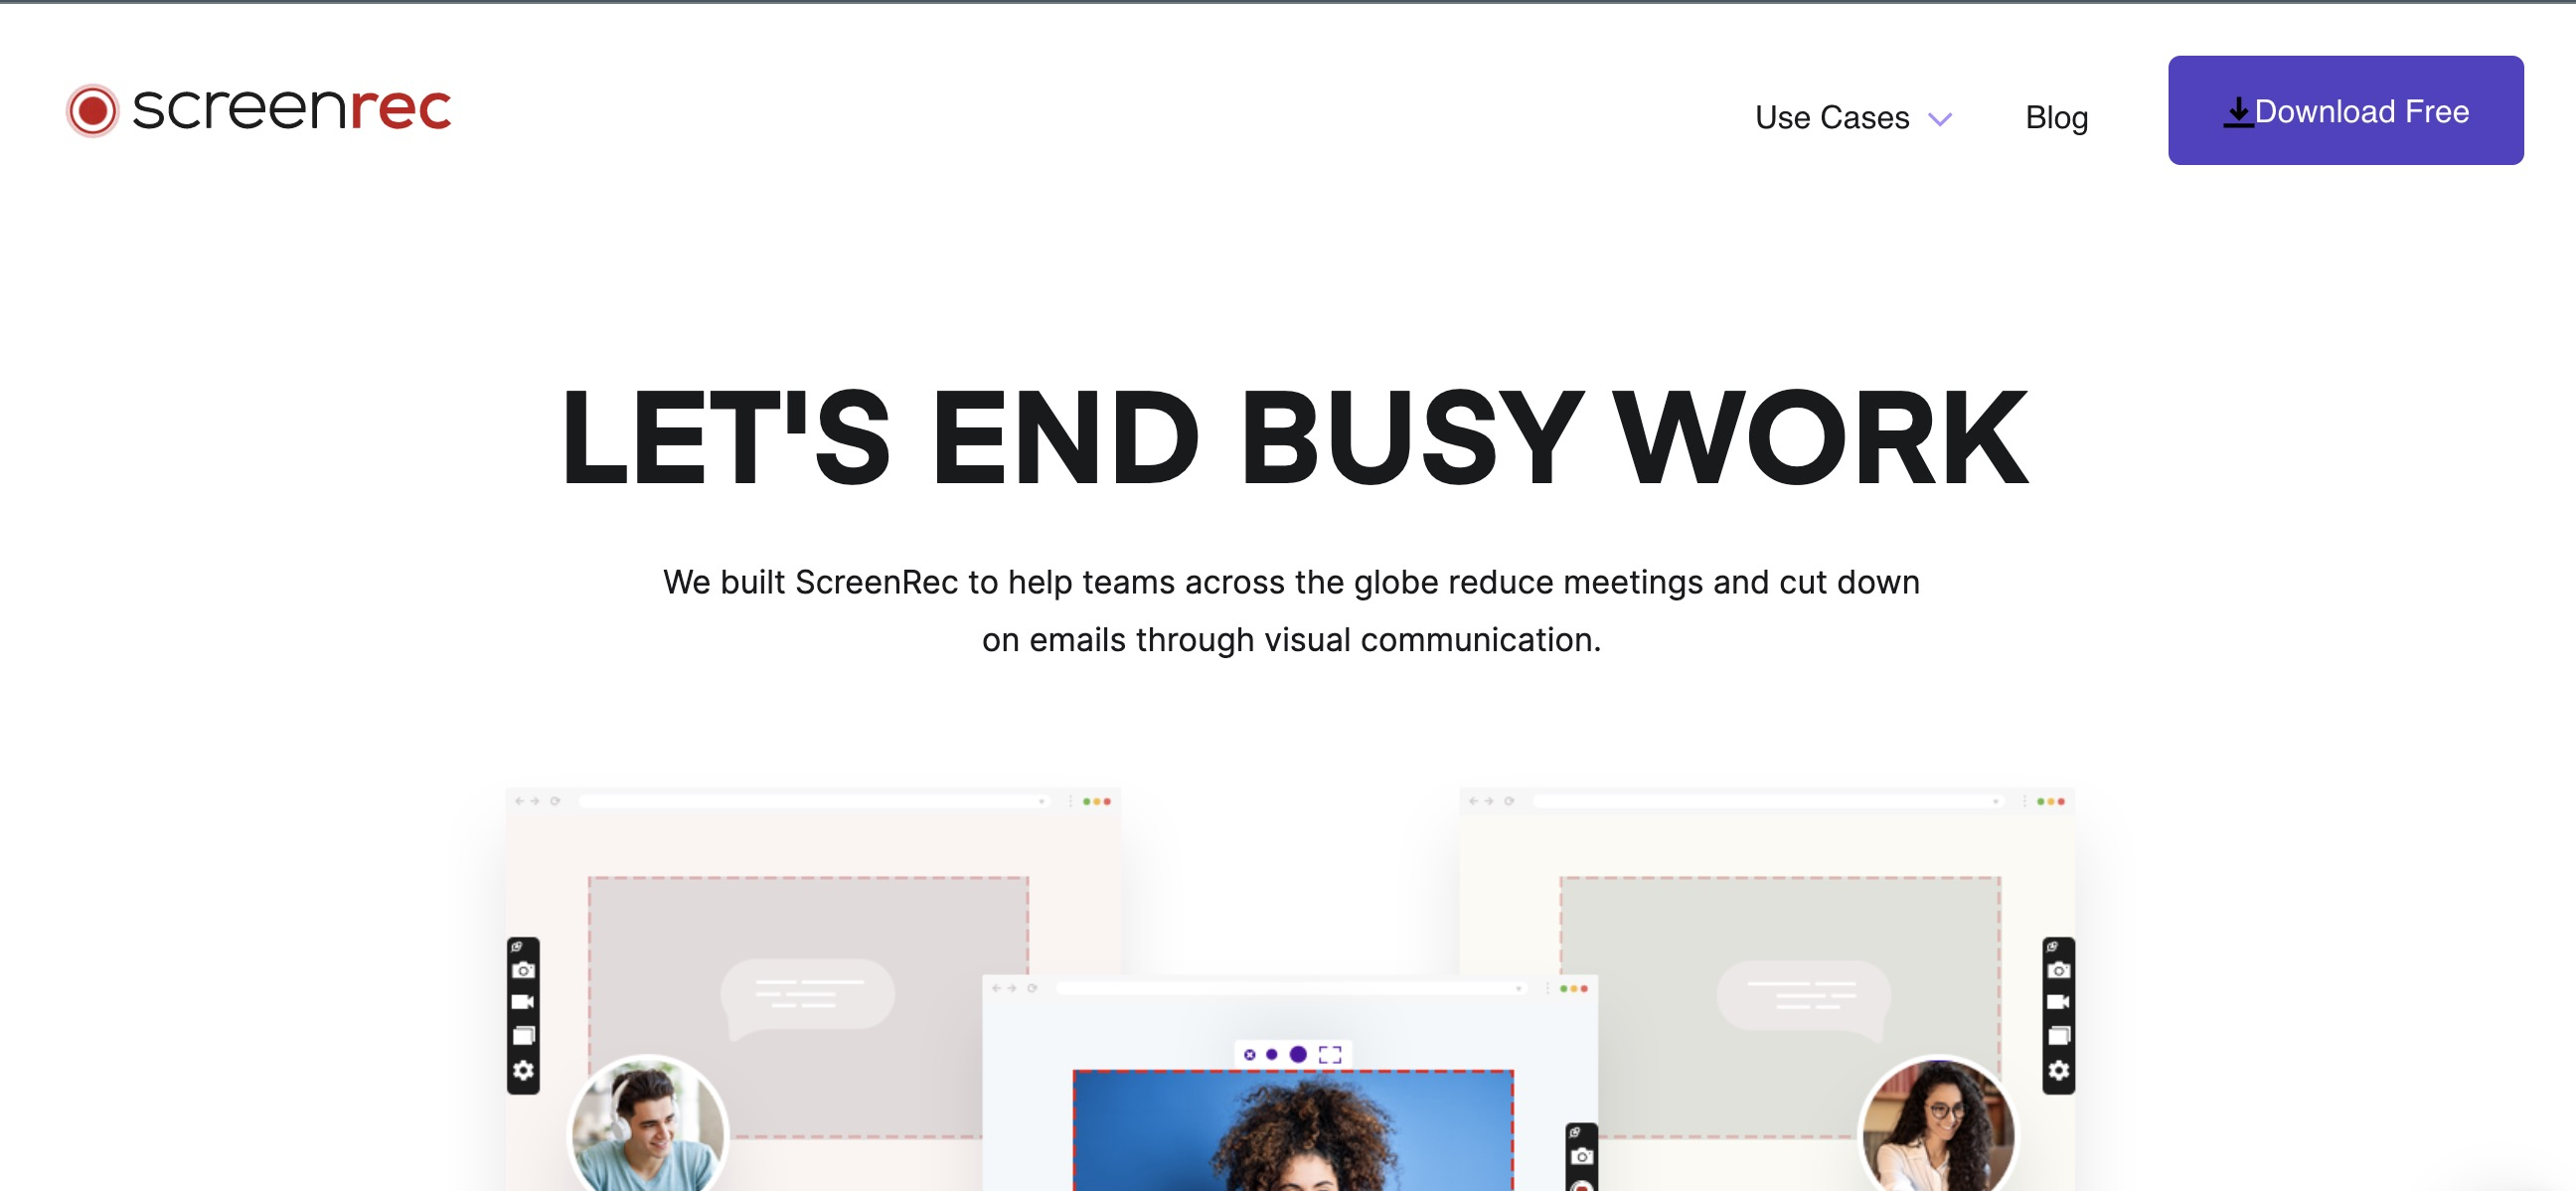 screenrec
Use Cases
Blog
Download Free
LET'S END BUSY WORK
We built ScreenRec to help teams across the globe reduce meetings and cut down
on emails through visual communication.